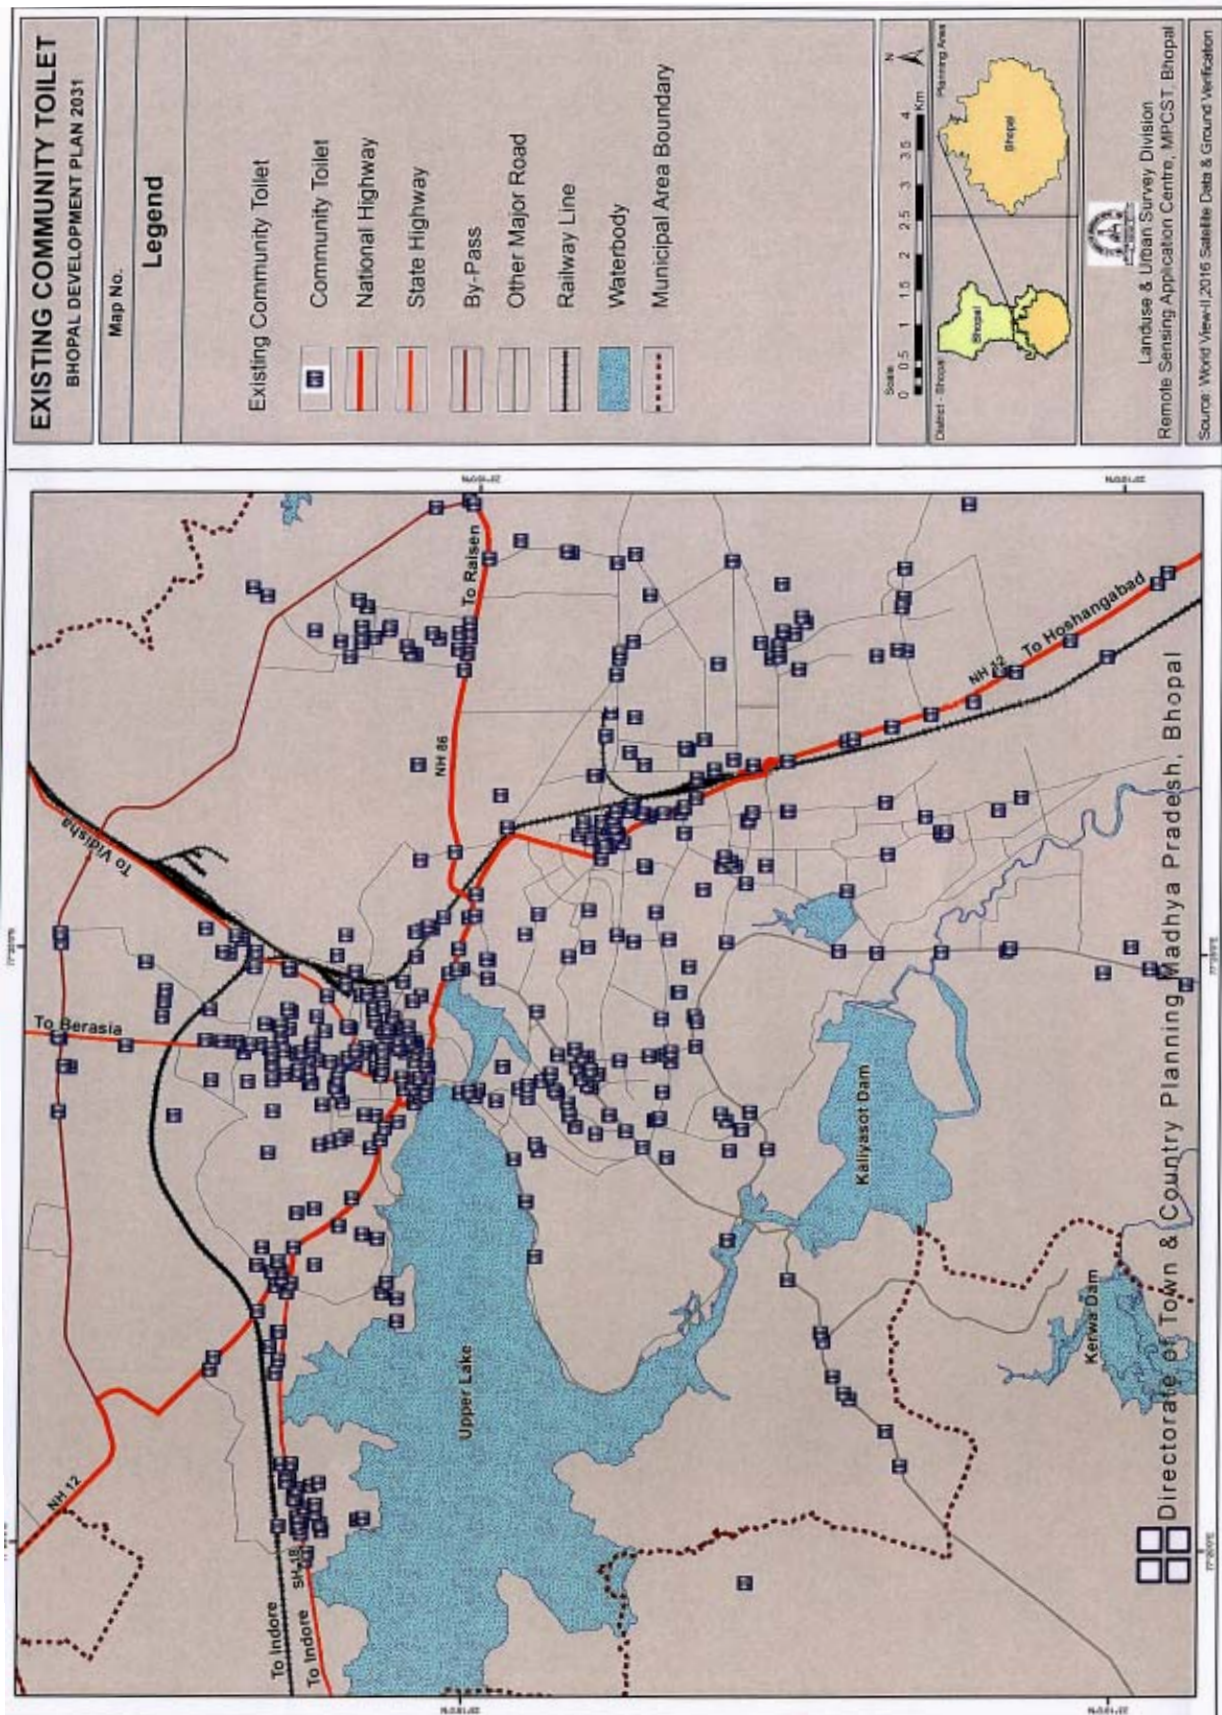 EXISTING COMMUNITY TOILET
BHOPAL DEVELOPMENT PLAN 2031
Map No.
Legend
Existing Community Toilet
Community Toilet
National Highway
State Highway
By-Pass
Other Major Road
Railway Line
Waterbody
Municipal Area Boundary
Scale
0 0.5 1 1.5 2 2.5 3 3.5 4
Km
N
District - Bhopal
Planning Area
Bhopal
Bhopal
Landuse & Urban Survey Division
Remote Sensing Application Centre, MPCST, Bhopal
Source: World View-II,2016 Satellite Data & Ground Verification
NH 12
To Indore
To Indore
SH-18
To Berasia
To Vidisha
NH 86
To Raisen
NH 12
To Hoshangabad
Upper Lake
Kaliyasot Dam
Kerwa Dam
Directorate of Town & Country Planning Madhya Pradesh, Bhopal